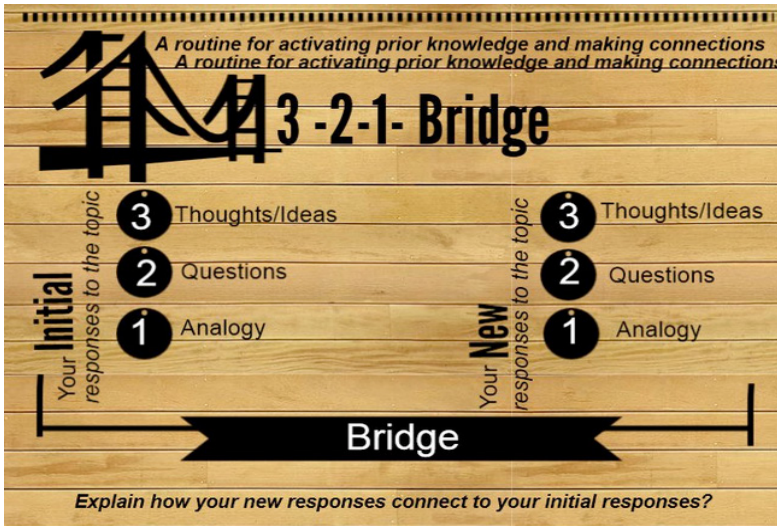 A routine for activating prior knowledge and making connections
A routine for activating prior knowledge and making connections
3 -2-1- Bridge
Your Initial
responses to the topic
3 Thoughts/Ideas
2 Questions
1 Analogy
Your New
responses to the topic
3 Thoughts/Ideas
2 Questions
1 Analogy
Bridge
Explain how your new responses connect to your initial responses?